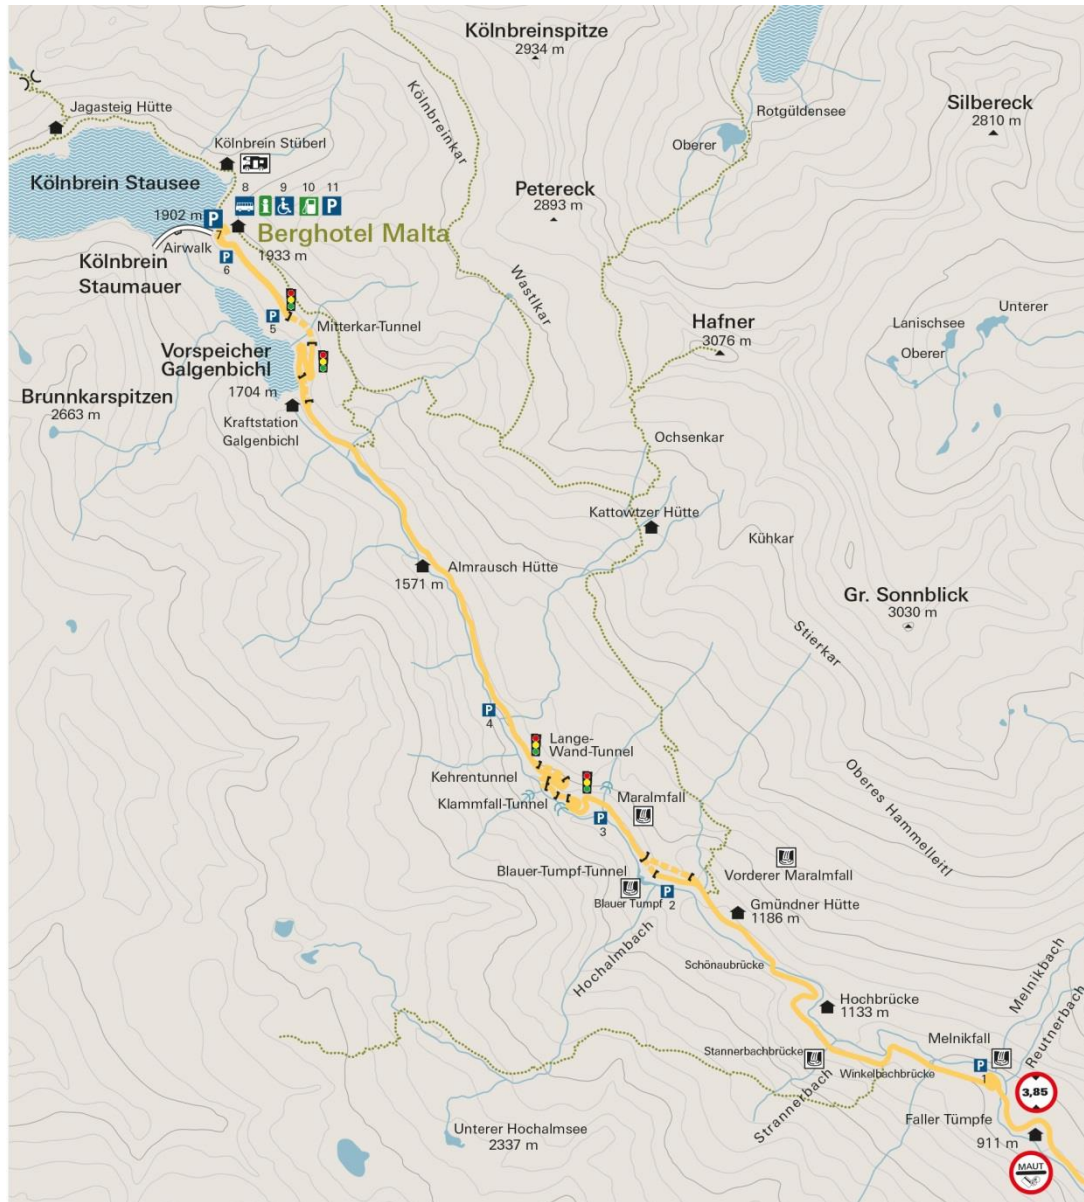 Kölnbreinspitze
2934 m
Jagasteig Hütte
Kölnbreinkar
Rotgüldensee
Silbereck
2810 m
Kölnbrein Stüberl
Oberer
Kölnbrein Stausee
Petereck
2893 m
8 9 10 11
P
1902 m
P
7
Berghotel Malta
1933 m
Airwalk
Kölnbrein
Staumauer
P
6
Wastlkar
P
5
Mitterkar-Tunnel
Hafner
3076 m
Unterer
Lanischsee
Oberer
Vorspeicher
Galgenbichl
1704 m
Brunnkarspitzen
2663 m
Kraftstation
Galgenbichl
Ochsenkar
Kattowtzer Hütte
Kühkar
Almrausch Hütte
1571 m
Gr. Sonnblick
3030 m
Stierkar
P
4
Lange-
Wand-Tunnel
Kehrentunnel
Klammfall-Tunnel
Maralmfall
P
3
Oberes Hammelleitl
Blauer-Tumpf-Tunnel
Vorderer Maralmfall
Blauer Tumpf
P
2
Gmündner Hütte
1186 m
Hochalmbach
Schönaubrücke
Melnikbach
Hochbrücke
1133 m
Reutnerbach
Melnikfall
Stannerbachbrücke
Winkelbachbrücke
P
1
3,85
Strannerbach
Faller Tümpfe
911 m
Unterer Hochalmsee
2337 m
MAUT